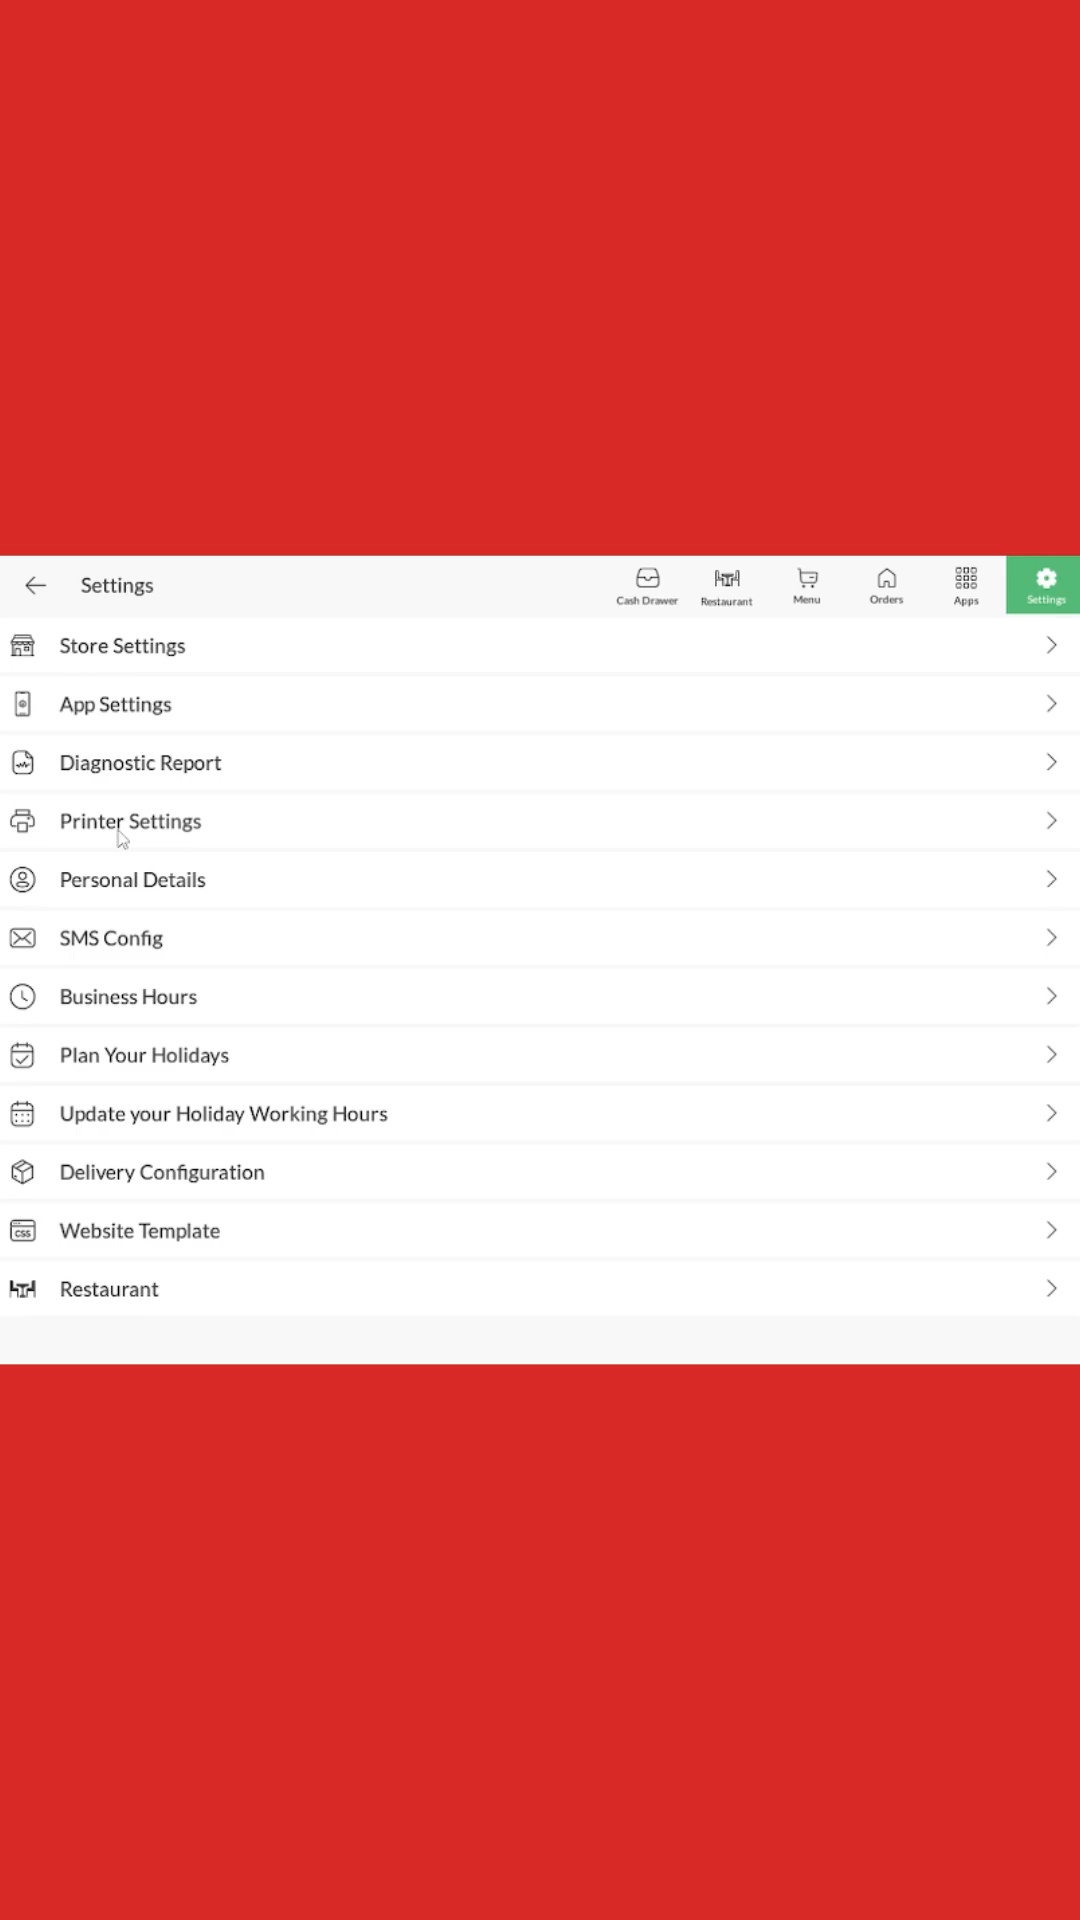 Settings
Cash Drawer
Restaurant
Menu
Orders
Apps
Settings
Store Settings
App Settings
Diagnostic Report
Printer Settings
Personal Details
SMS Config
Business Hours
Plan Your Holidays
Update your Holiday Working Hours
Delivery Configuration
CSS
Website Template
Restaurant